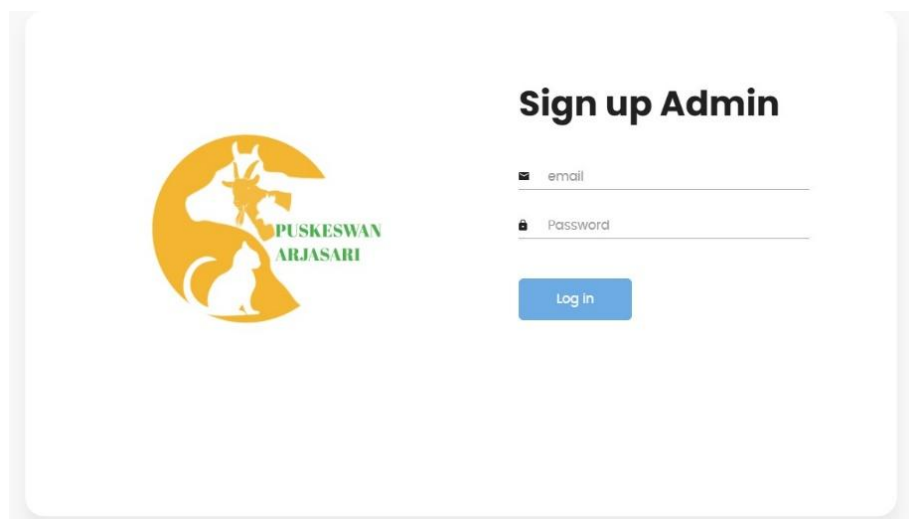 Sign up Admin
email
Password
Log in
PUSKESWAN
ARJASARI